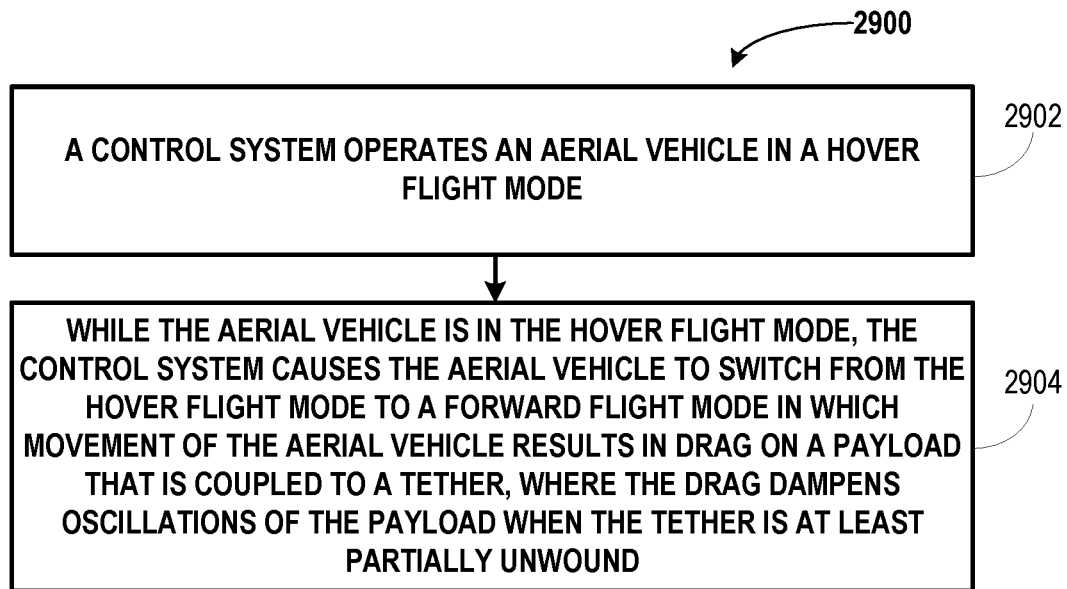 2900
A CONTROL SYSTEM OPERATES AN AERIAL VEHICLE IN A HOVER
FLIGHT MODE
2902
WHILE THE AERIAL VEHICLE IS IN THE HOVER FLIGHT MODE, THE
CONTROL SYSTEM CAUSES THE AERIAL VEHICLE TO SWITCH FROM THE
HOVER FLIGHT MODE TO A FORWARD FLIGHT MODE IN WHICH
MOVEMENT OF THE AERIAL VEHICLE RESULTS IN DRAG ON A PAYLOAD
THAT IS COUPLED TO A TETHER, WHERE THE DRAG DAMPENS
OSCILLATIONS OF THE PAYLOAD WHEN THE TETHER IS AT LEAST
PARTIALLY UNWOUND
2904